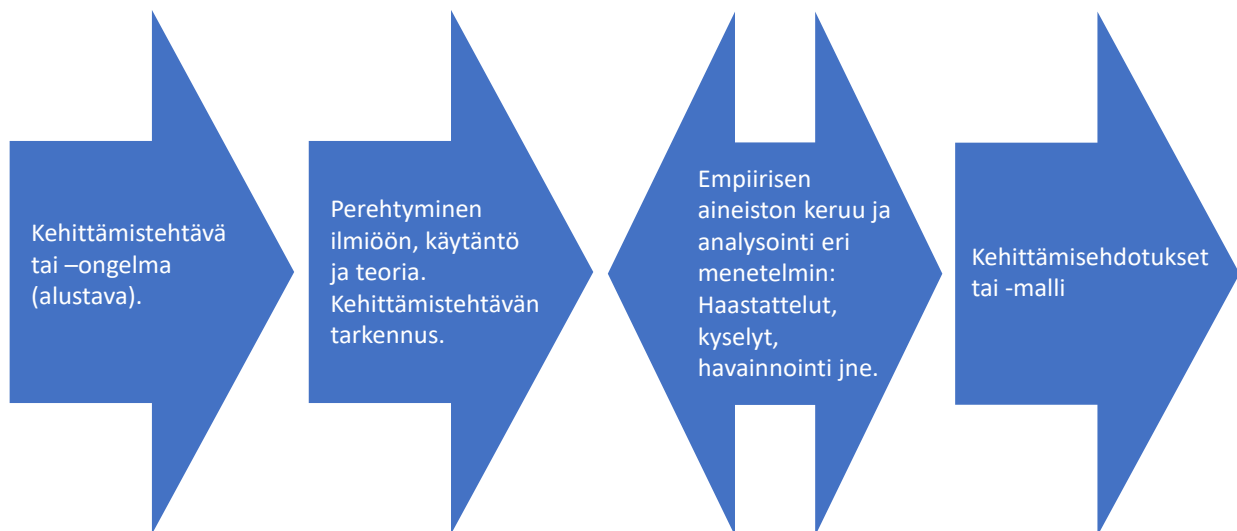 Kehittämistehtävä
tai –ongelma
(alustava).
Perehtyminen
ilmiöön, käytäntö
ja teoria.
Kehittämistehtävän
tarkennus.
Empiirisen
aineiston keruu ja
analysointi eri
menetelmin:
Haastattelut,
kyselyt,
havainnointi jne.
Kehittämisehdotukset
tai -malli